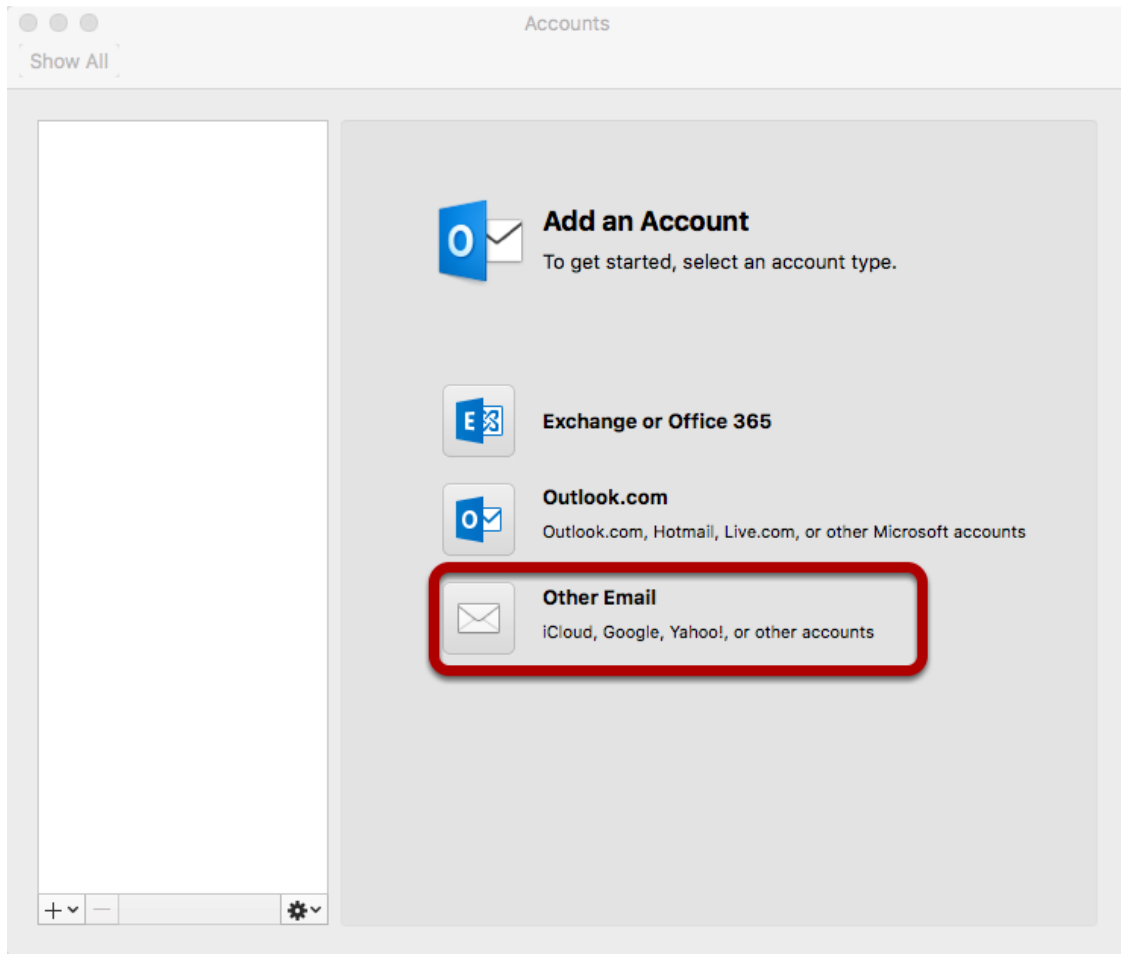 Accounts
Show All
Add an Account
To get started, select an account type.
Exchange or Office 365
Outlook.com
Outlook.com, Hotmail, Live.com, or other Microsoft accounts
Other Email
iCloud, Google, Yahoo!, or other accounts